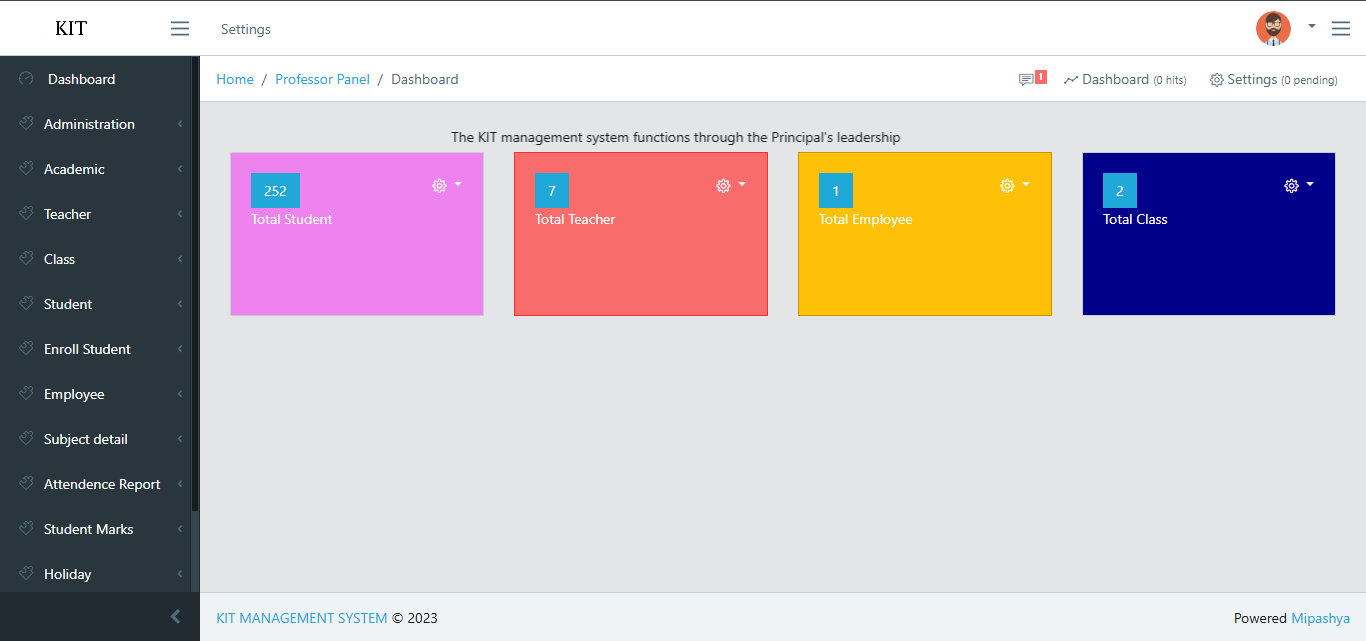 KIT
Settings
Home / Professor Panel / Dashboard
1
Dashboard (0 hits)
Settings (0 pending)
Dashboard
Administration
Academic
Teacher
Class
Student
Enroll Student
Employee
Subject detail
Attendence Report
Student Marks
Holiday
The KIT management system functions through the Principal's leadership
252
Total Student
7
Total Teacher
1
Total Employee
2
Total Class
KIT MANAGEMENT SYSTEM © 2023
Powered Mipashya